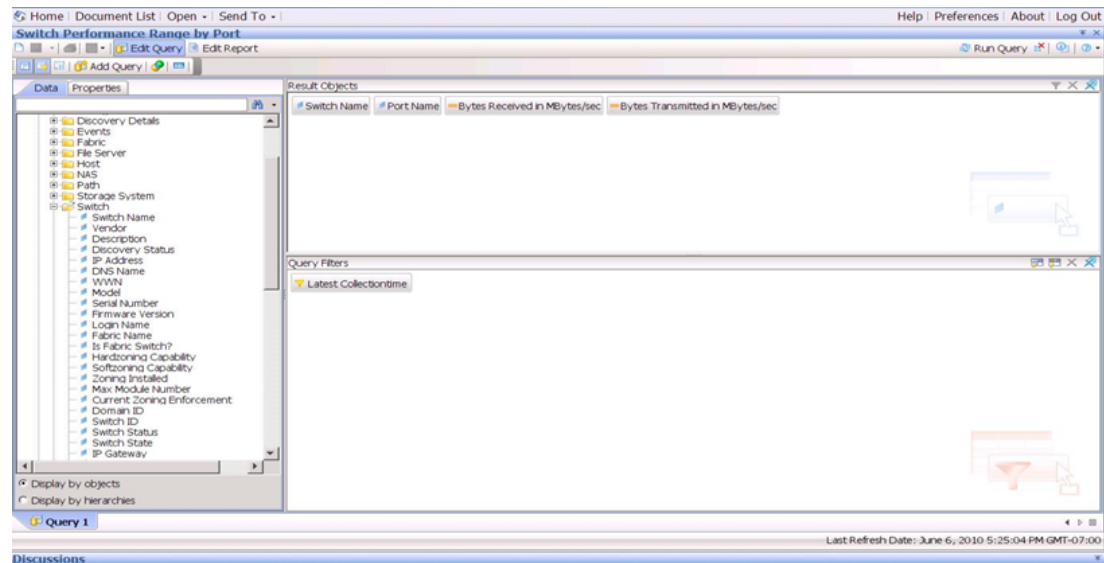 Home | Document List | Open | Send To | Help | Preferences | About | Log Out
Switch Performance Range by Port
Edit Query Edit Report Run Query
Add Query
Data Properties
Result Objects
Switch Name Port Name Bytes Received in MBytes/sec Bytes Transmitted in MBytes/sec
Discovery Details
Events
Fabric
File Server
Host
NAS
Path
Storage System
Switch
Switch Name
Vendor
Description
Discovery Status
IP Address
DNS Name
WWN
Model
Serial Number
Firmware Version
Login Name
Fabric Name
Is Fabric Switch?
Hardzoning Capability
Softzoning Capability
Zoning Installed
Max Module Number
Current Zoning Enforcement
Domain ID
Switch ID
Switch Status
Switch State
IP Gateway
Query Filters
Latest Collectiontime
Display by objects
Display by hierarchies
Query 1
Last Refresh Date: June 6, 2010 5:25:04 PM GMT-07:00
Discussions